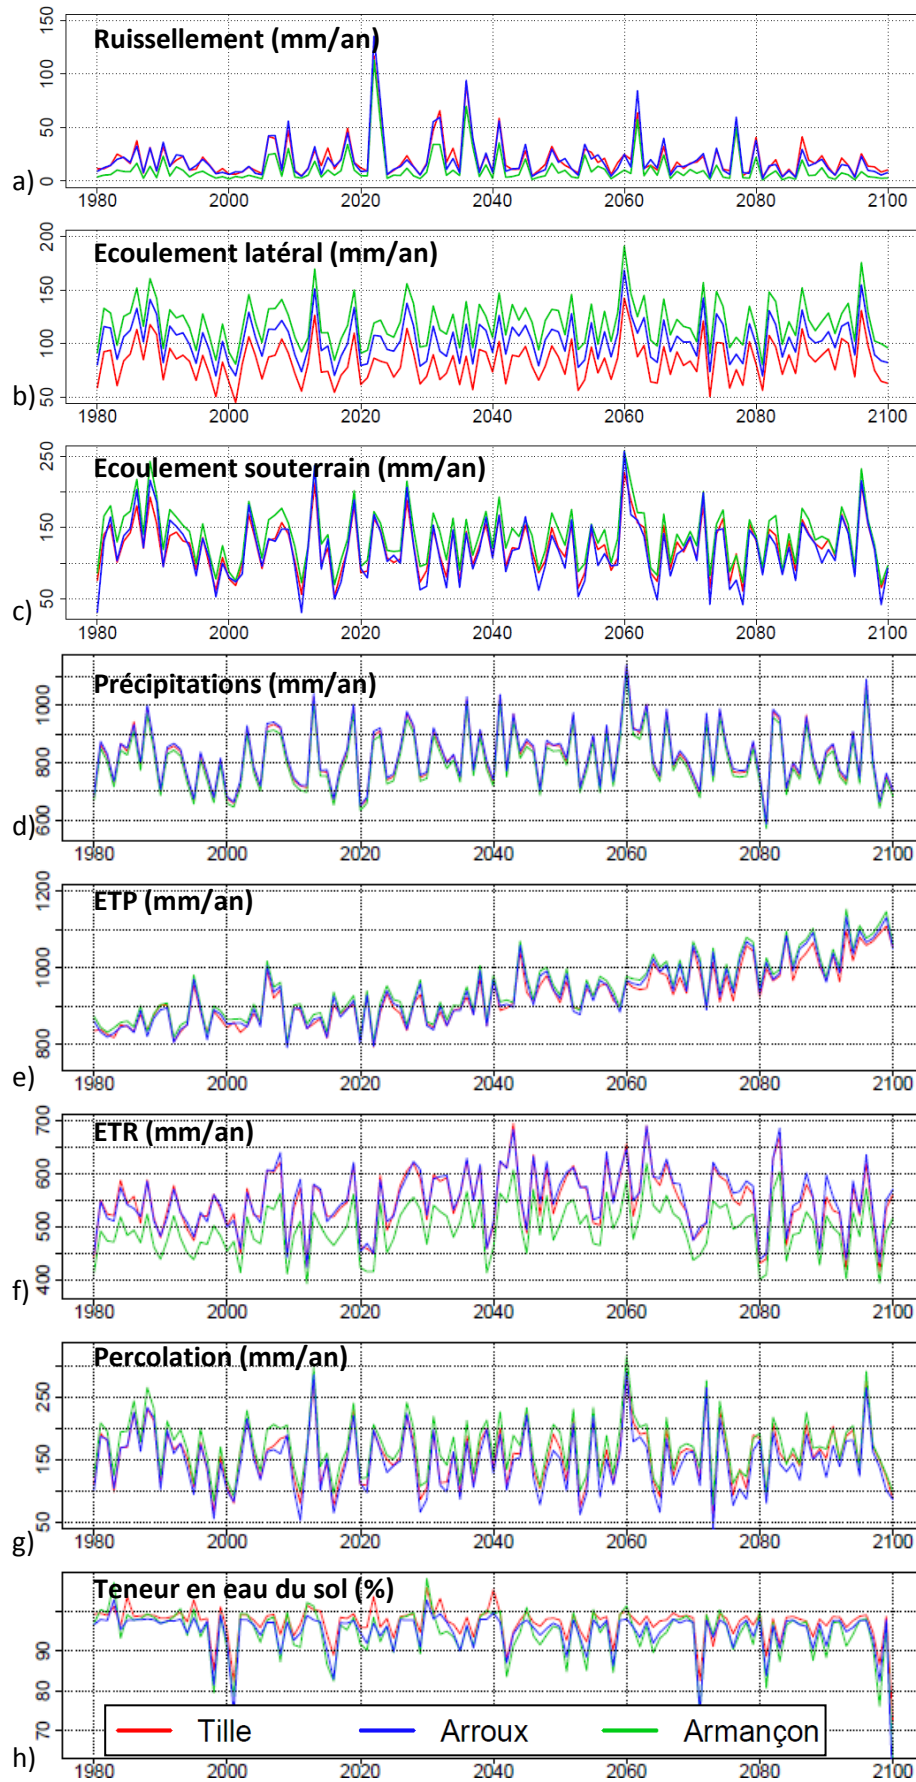 Ruissellement (mm/an)
150
100
50
0
a)
1980 2000 2020 2040 2060 2080 2100
Ecoulement latéral (mm/an)
200
150
100
50
b)
1980 2000 2020 2040 2060 2080 2100
Ecoulement souterrain (mm/an)
250
150
50
c)
1980 2000 2020 2040 2060 2080 2100
Précipitations (mm/an)
1000
800
600
d)
1980 2000 2020 2040 2060 2080 2100
ETP (mm/an)
1200
1000
800
e)
1980 2000 2020 2040 2060 2080 2100
ETR (mm/an)
700
600
500
400
f)
1980 2000 2020 2040 2060 2080 2100
Percolation (mm/an)
250
150
50
g)
1980 2000 2020 2040 2060 2080 2100
Teneur en eau du sol (%)
90
80
70
Tille Arroux Armançon
h)
1980 2000 2020 2040 2060 2080 2100